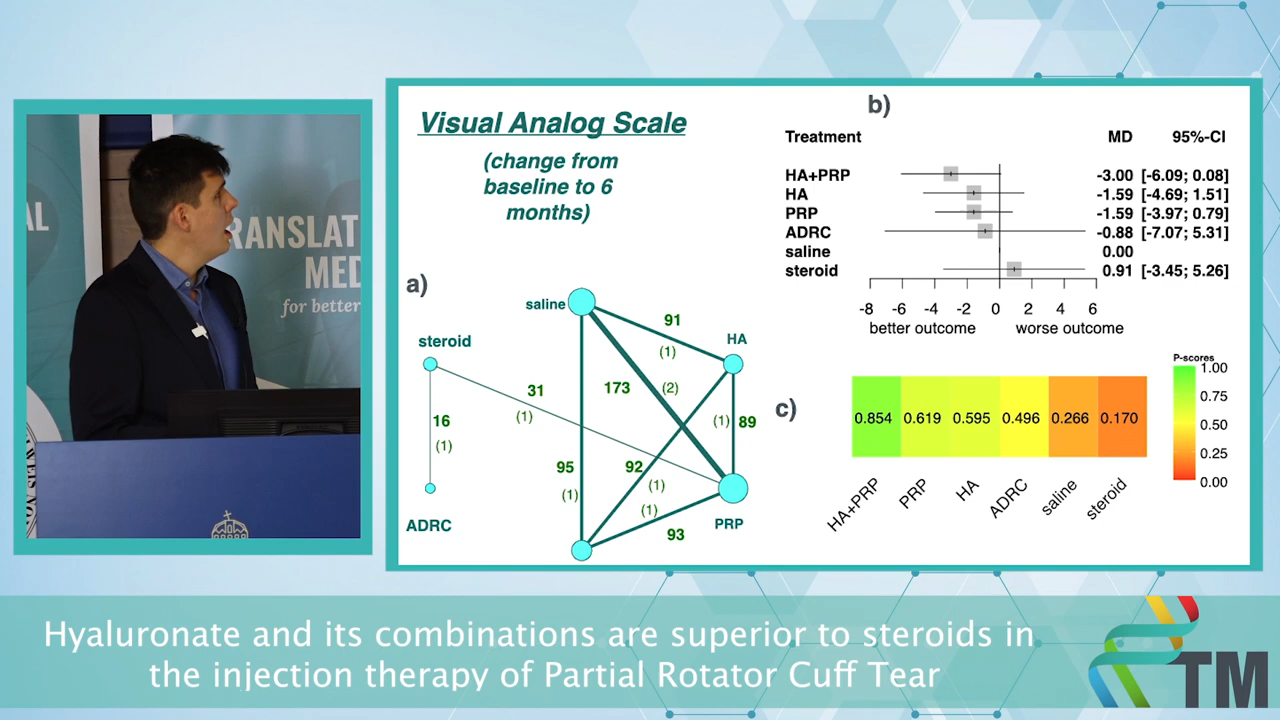 AL
TRANSLAT
MED
for better
Visual Analog Scale
(change from
baseline to 6
months)
a)
saline
steroid
HA
91
(1)
31
(1)
173
(2)
16
(1)
(1)
89
95
(1)
92
(1)
(1)
93
ADRC
PRP
b)
Treatment MD 95%-CI
HA+PRP -3.00 [-6.09; 0.08]
HA -1.59 [-4.69; 1.51]
PRP -1.59 [-3.97; 0.79]
ADRC -0.88 [-7.07; 5.31]
saline 0.00
steroid 0.91 [-3.45; 5.26]
-8 -6 -4 -2 0 2 4 6
better outcome worse outcome
c)
P-scores
1.00
0.75
0.50
0.25
0.00
0.854 0.619 0.595 0.496 0.266 0.170
HA+PRP PRP HA ADRC saline steroid
Hyaluronate and its combinations are superior to steroids in
the injection therapy of Partial Rotator Cuff Tear
TM